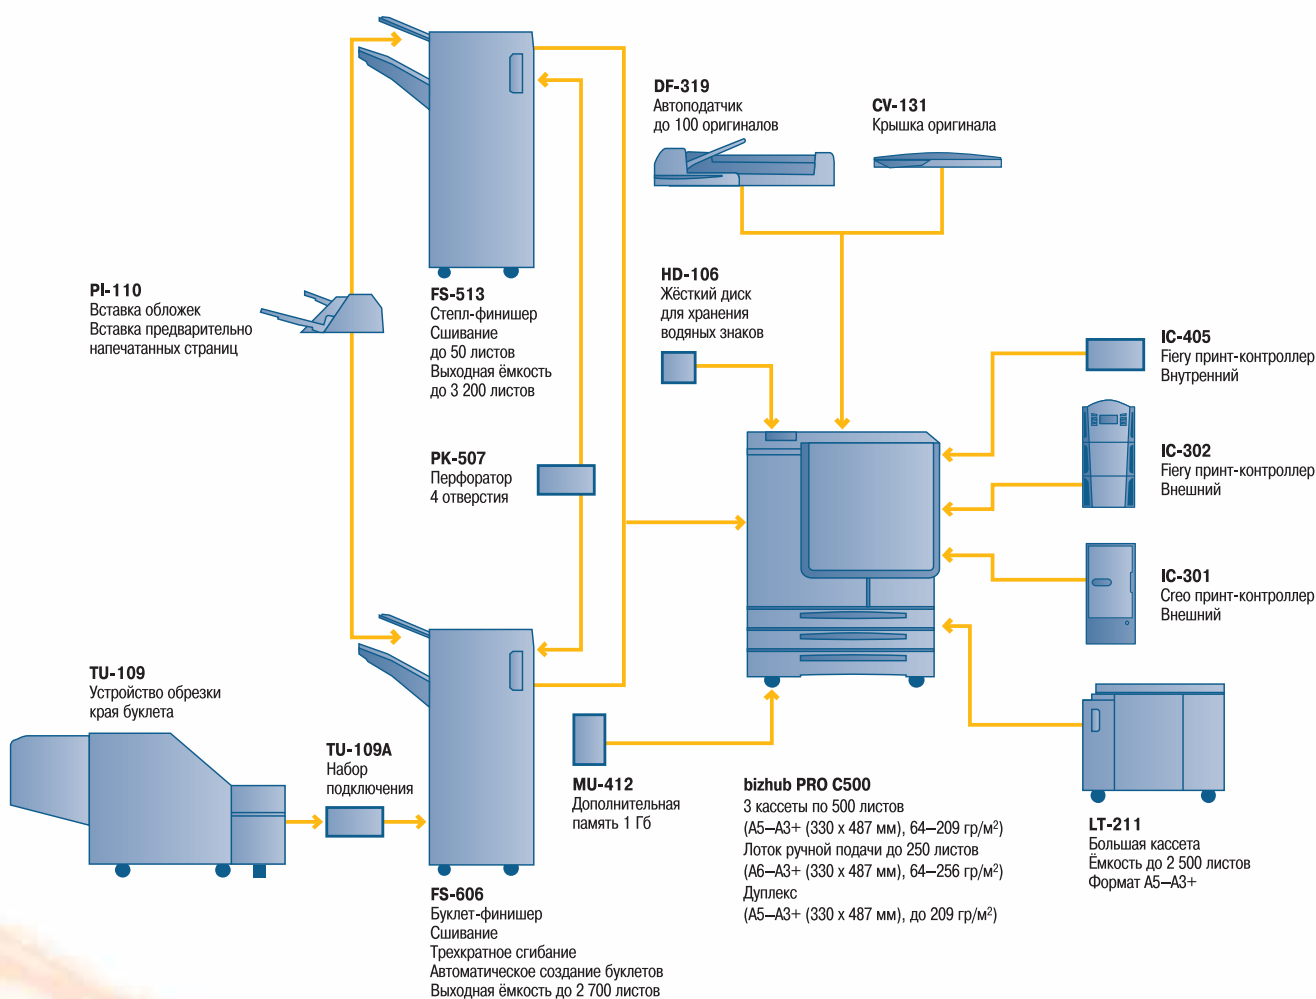 DF-319
Автоподатчик
до 100 оригиналов
CV-131
Крышка оригинала
PI-110
Вставка обложек
Вставка предварительно
напечатанных страниц
FS-513
Степл-финишер
Сшивание
до 50 листов
Выходная ёмкость
до 3 200 листов
HD-106
Жёсткий диск
для хранения
водяных знаков
IC-405
Fiery принт-контроллер
Внутренний
PK-507
Перфоратор
4 отверстия
IC-302
Fiery принт-контроллер
Внешний
IC-301
Creo принт-контроллер
Внешний
TU-109
Устройство обрезки
края буклета
TU-109A
Набор
подключения
MU-412
Дополнительная
память 1 Гб
bizhub PRO C500
3 кассеты по 500 листов
(A5–A3+ (330 x 487 мм), 64–209 гр/м²)
Лоток ручной подачи до 250 листов
(A6–A3+ (330 x 487 мм), 64–256 гр/м²)
Дуплекс
(A5–A3+ (330 x 487 мм), до 209 гр/м²)
LT-211
Большая кассета
Ёмкость до 2 500 листов
Формат A5–A3+
FS-606
Буклет-финишер
Сшивание
Трехкратное сгибание
Автоматическое создание буклетов
Выходная ёмкость до 2 700 листов